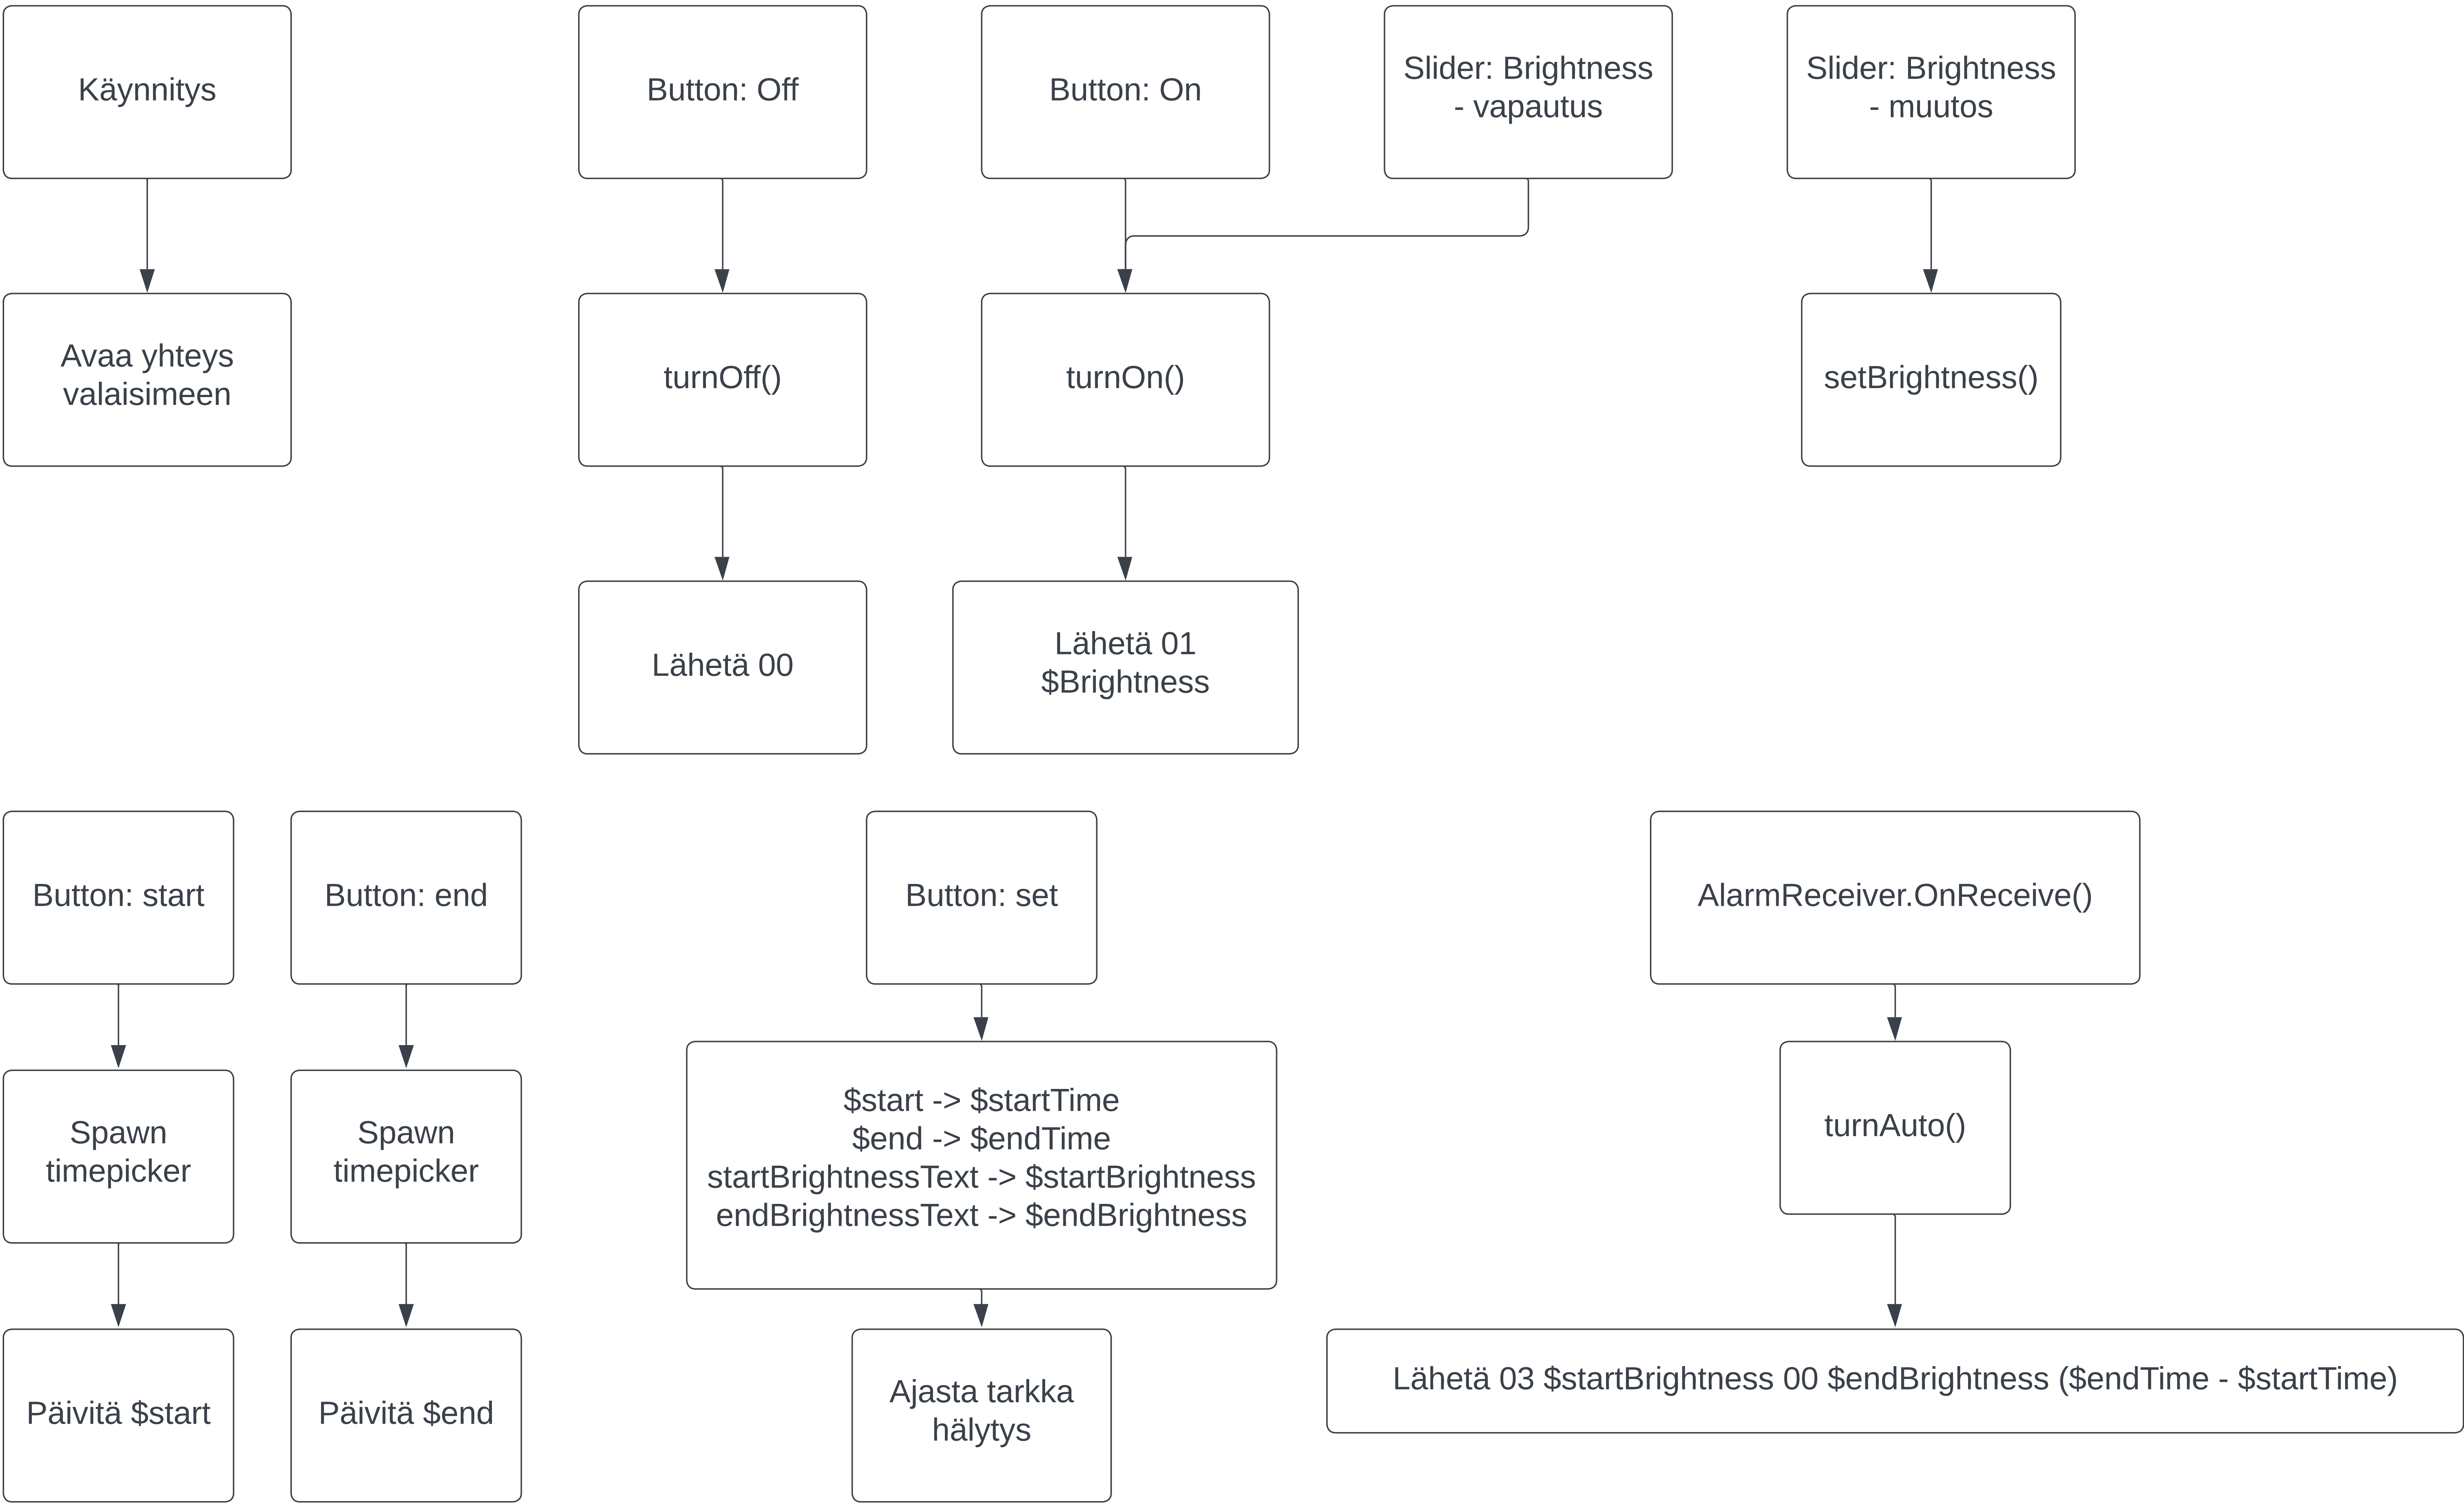 Käynnitys
Button: Off
Button: On
Slider: Brightness
- vapautus
Slider: Brightness
- muutos
Avaa yhteys
valaisimeen
turnOff()
turnOn()
setBrightness()
Lähetä 00
Lähetä 01
$Brightness
Button: start
Button: end
Button: set
AlarmReceiver.OnReceive()
Spawn
timepicker
Spawn
timepicker
$start -> $startTime
$end -> $endTime
startBrightnessText -> $startBrightness
endBrightnessText -> $endBrightness
turnAuto()
Päivitä $start
Päivitä $end
Ajasta tarkka
hälytys
Lähetä 03 $startBrightness 00 $endBrightness ($endTime - $startTime)